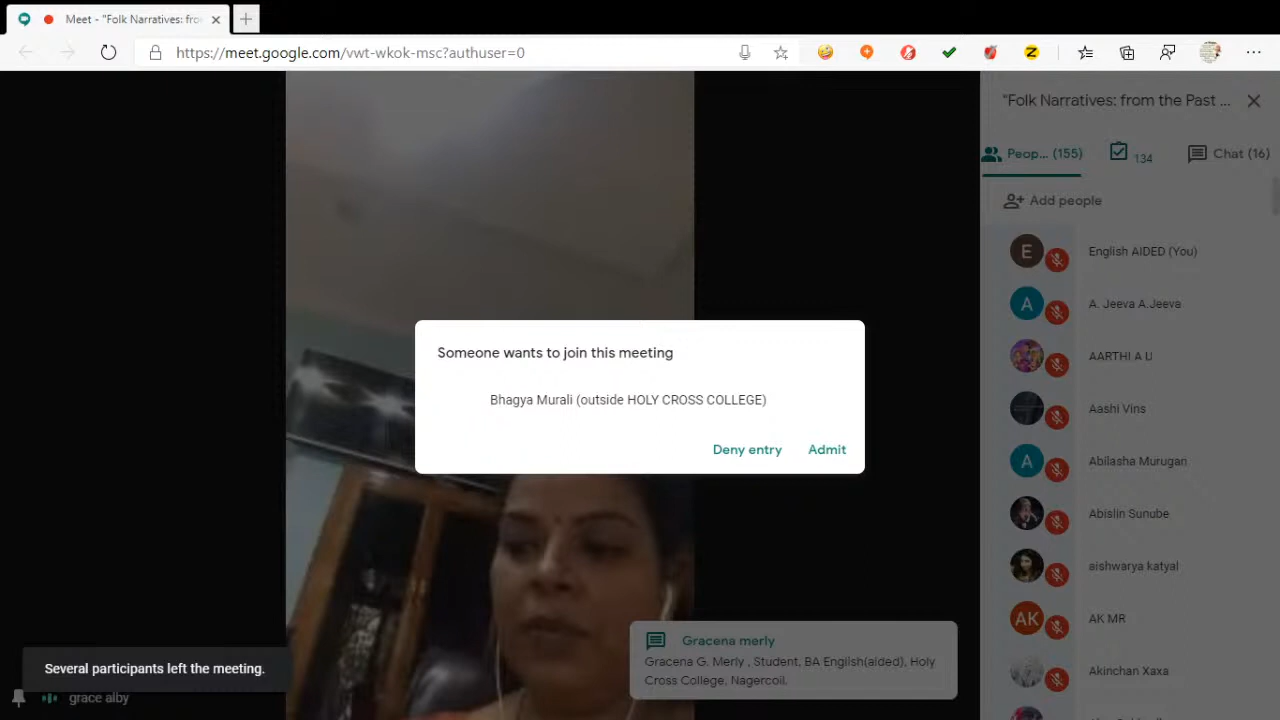 Meet - "Folk Narratives: fro
https://meet.google.com/vwt-wkok-msc?authuser=0
"Folk Narratives: from the Past ...
Peop... (155)
134
Chat (16)
Add people
E
English AIDED (You)
A
A. Jeeva A.Jeeva
AARTHI A U
Aashi Vins
A
Abilasha Murugan
Abislin Sunube
aishwarya katyal
AK
AK MR
Akinchan Xaxa
Someone wants to join this meeting
Bhagya Murali (outside HOLY CROSS COLLEGE)
Deny entry
Admit
Gracena merly
Gracena G. Merly , Student, BA English(aided), Holy
Cross College, Nagercoil.
Several participants left the meeting.
grace alby